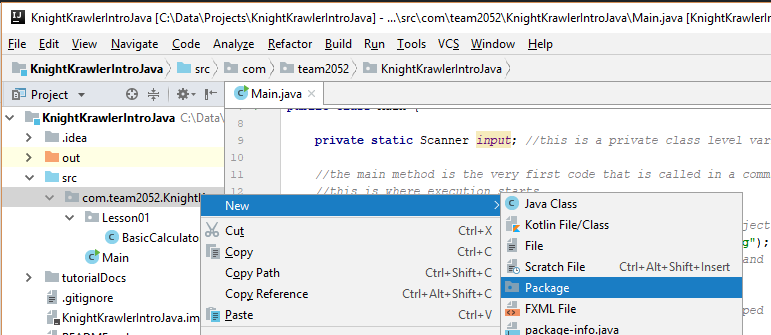 KnightKrawlerIntroJava [C:\Data\Projects\KnightKrawlerIntroJava] - ...\src\com\team2052\KnightKrawlerIntroJava\Main.java [KnightKrawlerI
File Edit View Navigate Code Analyze Refactor Build Run Tools VCS Window Help
KnightKrawlerIntroJava src com team2052 KnightKrawlerIntroJava
Project Main.java
KnightKrawlerIntroJava C:\Data\
.idea
out
src
com.team2052.Knight
Lesson01
BasicCalculato
Main
tutorialDocs
.gitignore
KnightKrawlerIntroJava.im
8
9 private static Scanner input; //this is a private class level var
10
11 //the main method is the very first code that is called in a comm
12 //this is where execution starts
New
Cut Ctrl+X
Copy Ctrl+C
Copy Path Ctrl+Shift+C
Copy Reference Ctrl+Alt+Shift+C
Paste Ctrl+V
Java Class
Kotlin File/Class
File
Scratch File Ctrl+Alt+Shift+Insert
Package
FXML File
package-info.java
ject
g");
and
ped